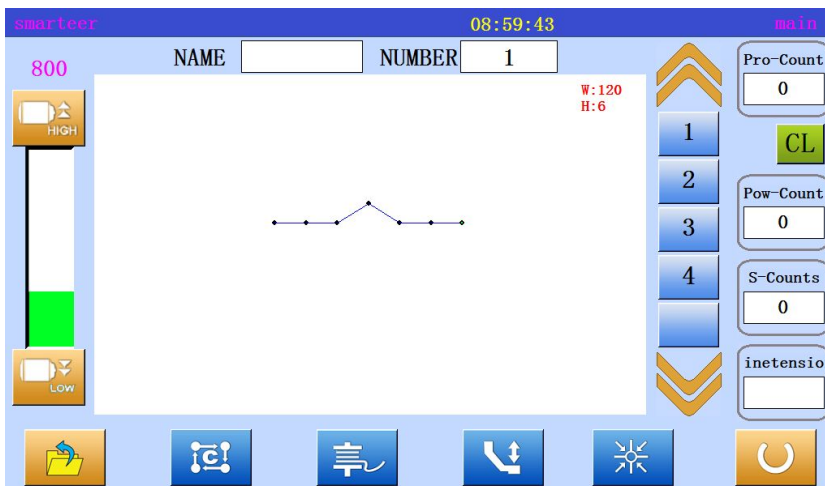 smarteer 08:59:43 main
800
NAME
NUMBER 1
W:120
H:6
HIGH
LOW
1
2
3
4
Pro-Count
0
CL
Pow-Count
0
S-Counts
0
inetensio
C